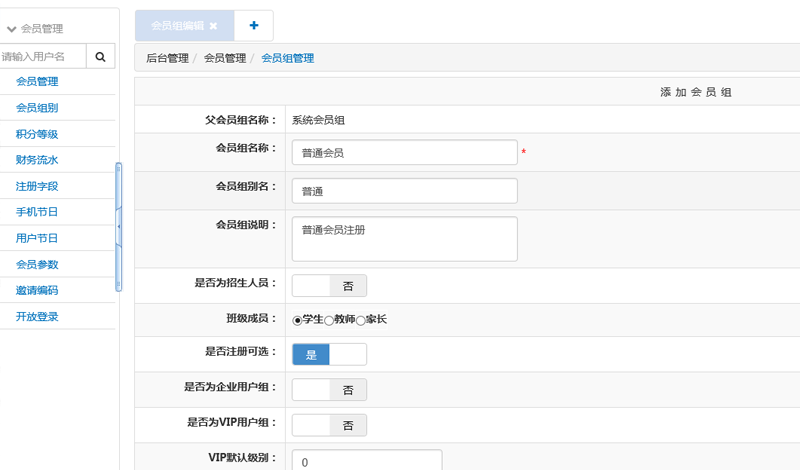 会员管理
请输入用户名
会员管理
会员组别
积分等级
财务流水
注册字段
手机节日
用户节日
会员参数
邀请编码
开放登录
会员组编辑 ✖ +
后台管理 / 会员管理 / 会员组管理
添加会员组
父会员组名称： 系统会员组
会员组名称： 普通会员 *
会员组别名： 普通
会员组说明： 普通会员注册
是否为招生人员： 否
班级成员： 学生 教师 家长
是否注册可选： 是
是否为企业用户组： 否
是否为VIP用户组： 否
VIP默认级别： 0